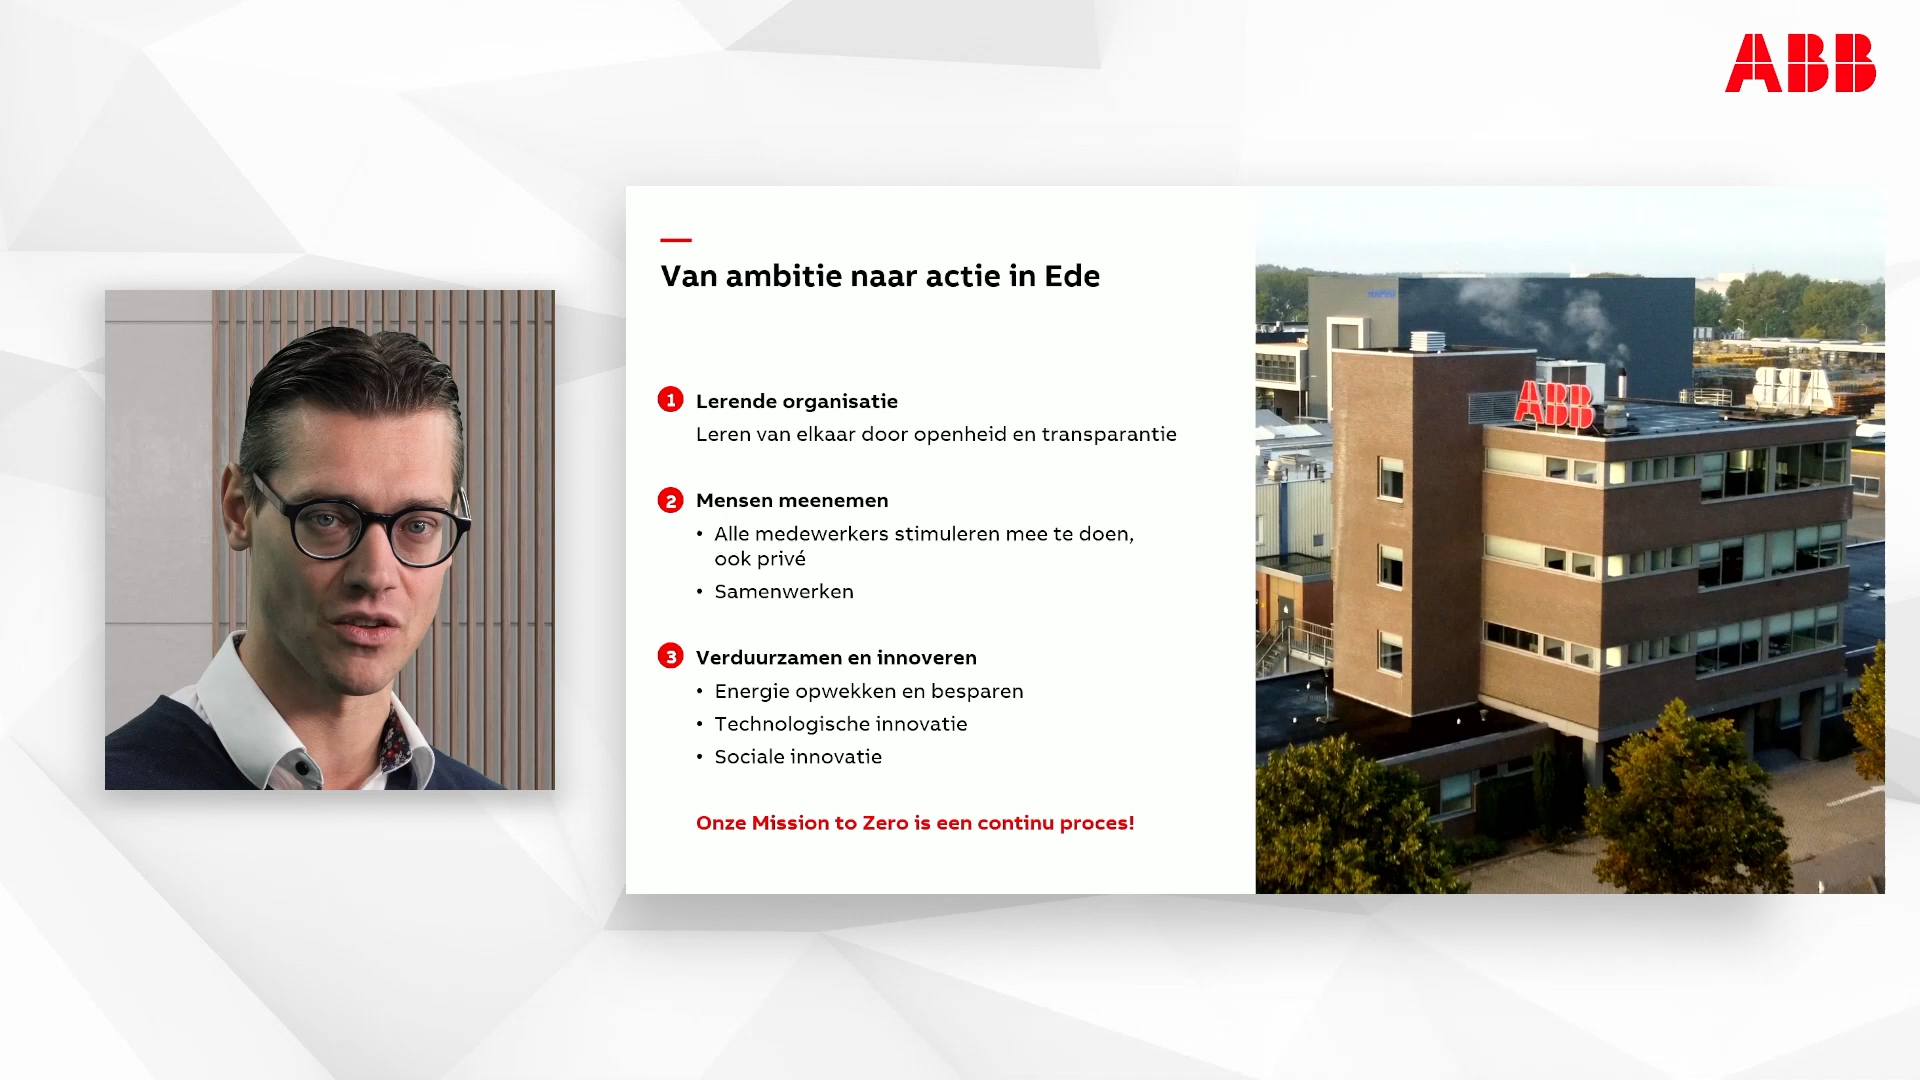 ABB
Van ambitie naar actie in Ede
1 Lerende organisatie
Leren van elkaar door openheid en transparantie
2 Mensen meenemen
• Alle medewerkers stimuleren mee te doen,
ook privé
• Samenwerken
3 Verduurzamen en innoveren
• Energie opwekken en besparen
• Technologische innovatie
• Sociale innovatie
Onze Mission to Zero is een continu proces!
ABB
ABB